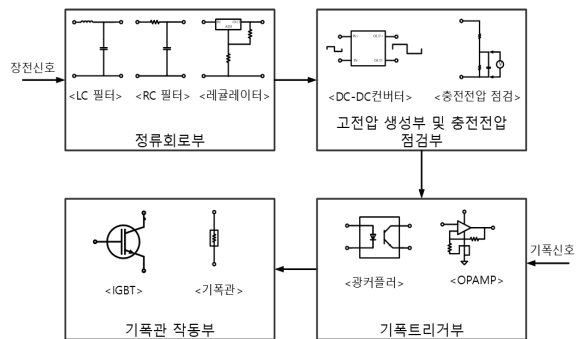 장전신호
<LC 필터>
<RC 필터>
<레귤레이터>
정류회로부
<DC-DC컨버터>
<충전전압 점검>
고전압 생성부 및 충전전압
점검부
<IGBT>
<기폭관>
기폭관 작동부
<광커플러>
<OPAMP>
기폭트리거부
기폭신호